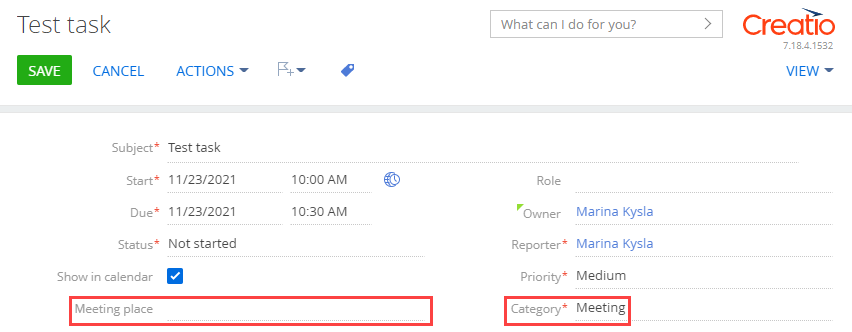 Test task
What can I do for you?
Creatio
7.18.4.1532
SAVE CANCEL ACTIONS VIEW
Subject* Test task
Start* 11/23/2021 10:00 AM Role
Due* 11/23/2021 10:30 AM Owner Marina Kysla
Status* Not started Reporter* Marina Kysla
Show in calendar Priority* Medium
Meeting place Category* Meeting